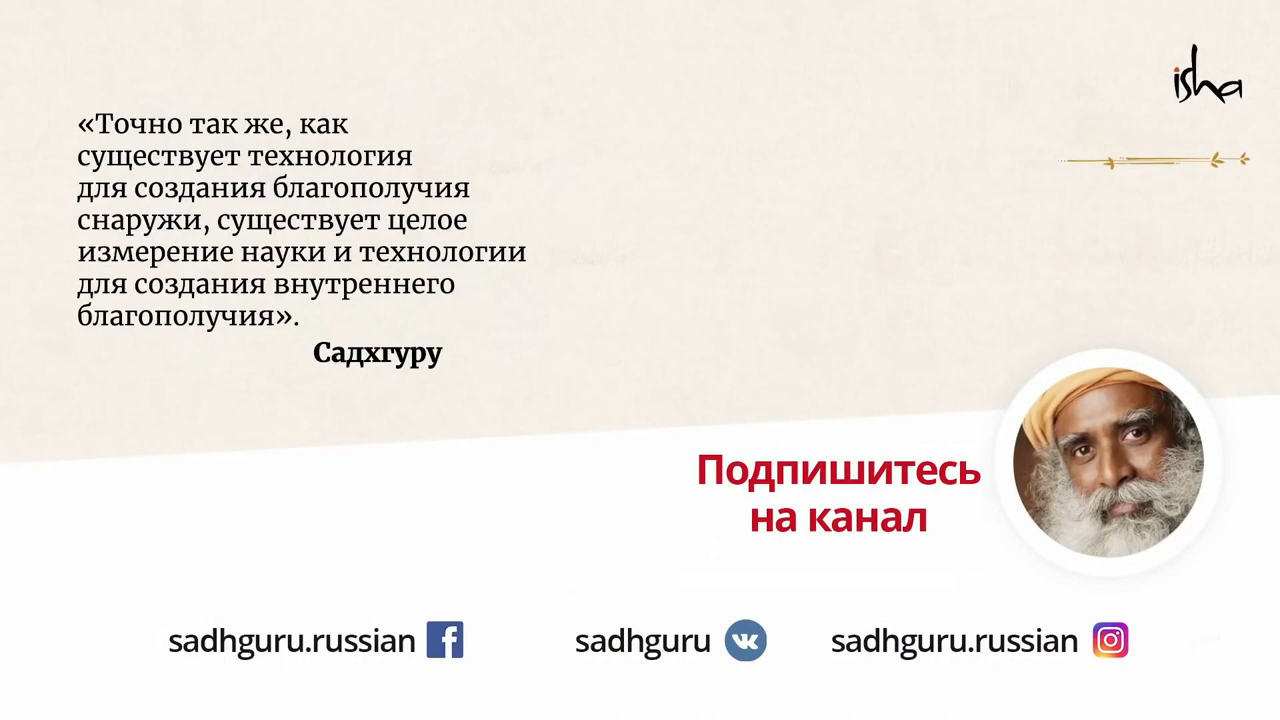 isha
«Точно так же, как
существует технология
для создания благополучия
снаружи, существует целое
измерение науки и технологии
для создания внутреннего
благополучия».
Садхгуру
Подпишитесь
на канал
sadhguru.russian
sadhguru
sadhguru.russian